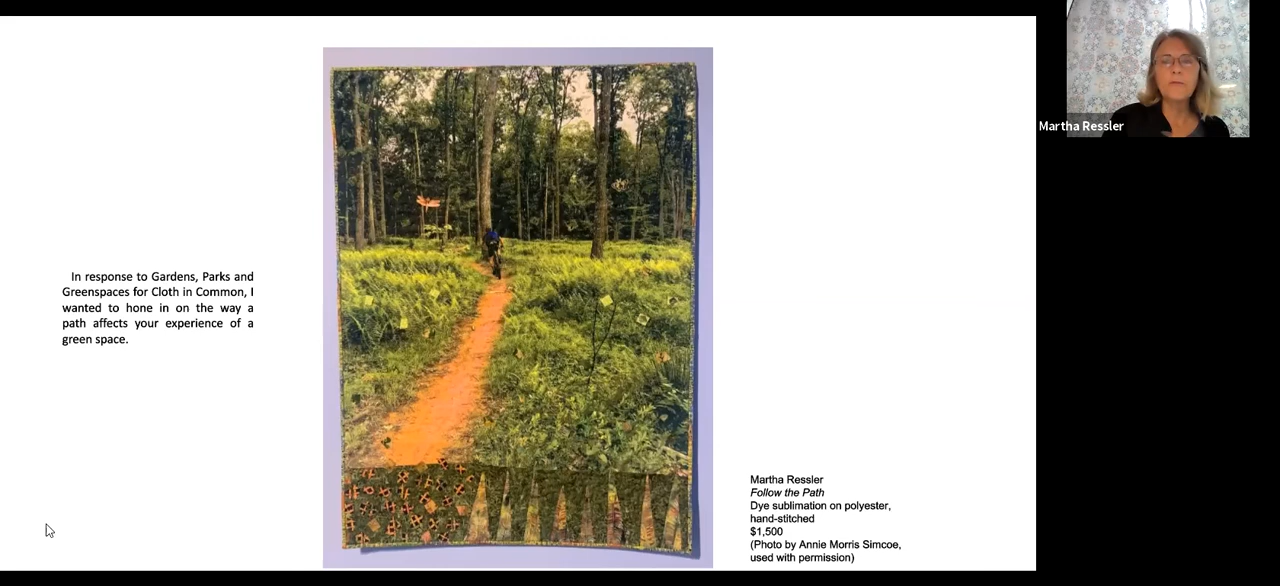 Martha Ressler
In response to Gardens, Parks and
Greenspaces for Cloth in Common, I
wanted to hone in on the way a
path affects your experience of a
green space.
Martha Ressler
Follow the Path
Dye sublimation on polyester,
hand-stitched
$1,500
(Photo by Annie Morris Simcoe,
used with permission)